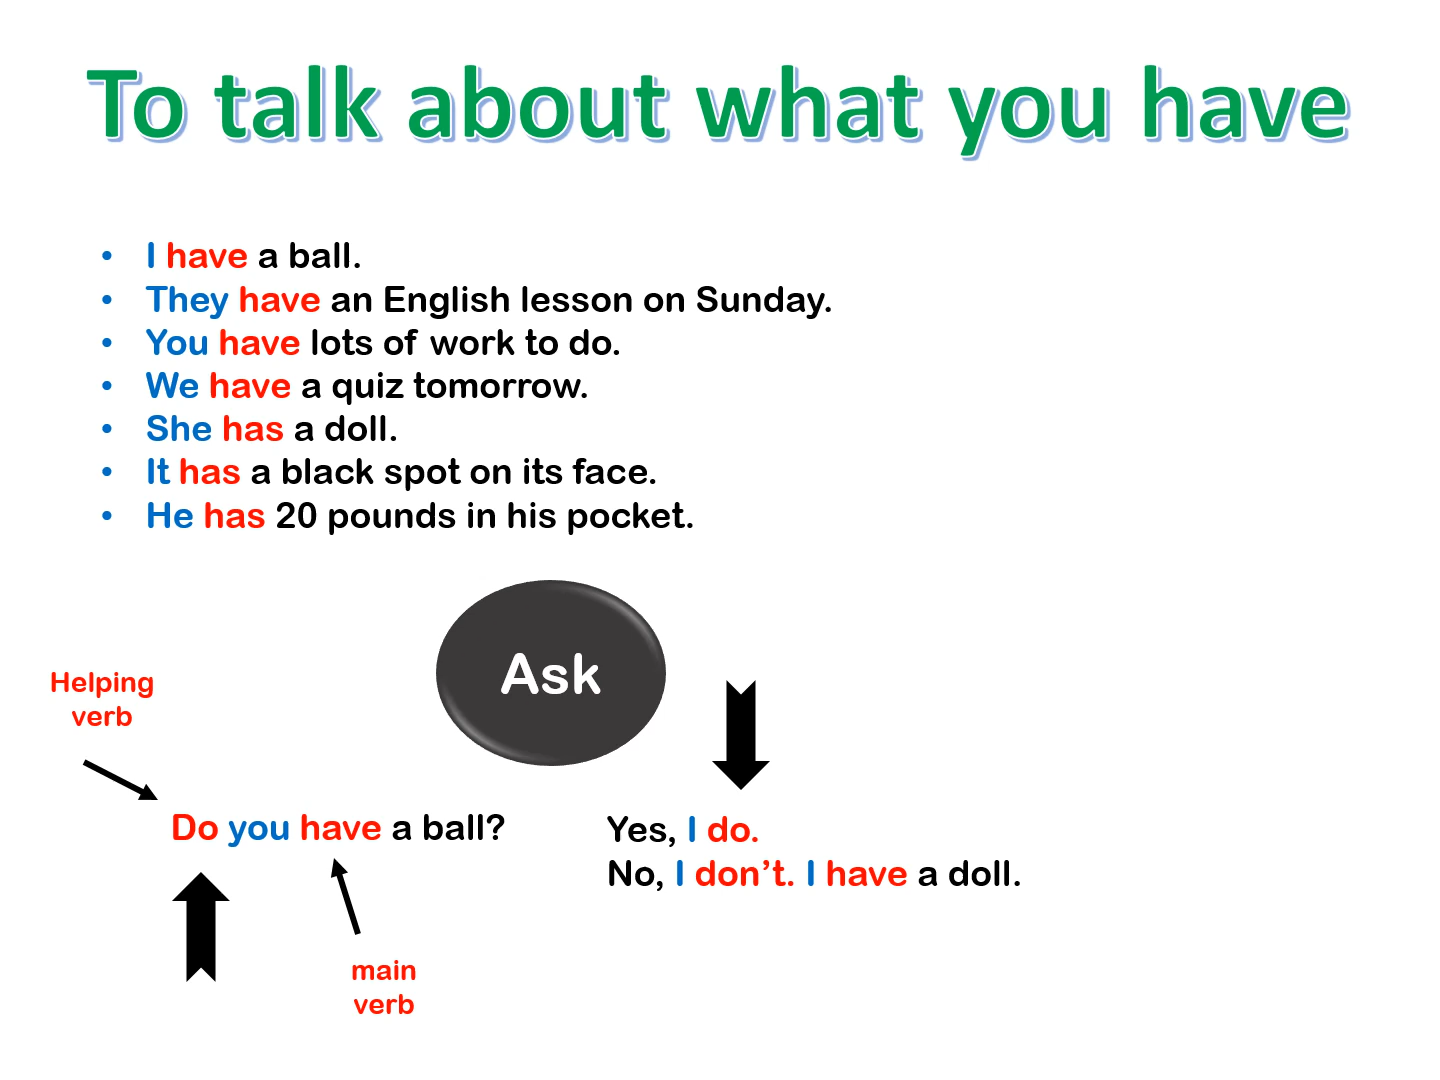 To talk about what you have
• I have a ball.
• They have an English lesson on Sunday.
• You have lots of work to do.
• We have a quiz tomorrow.
• She has a doll.
• It has a black spot on its face.
• He has 20 pounds in his pocket.
Ask
Helping
verb
Do you have a ball?
main
verb
Yes, I do.
No, I don’t. I have a doll.